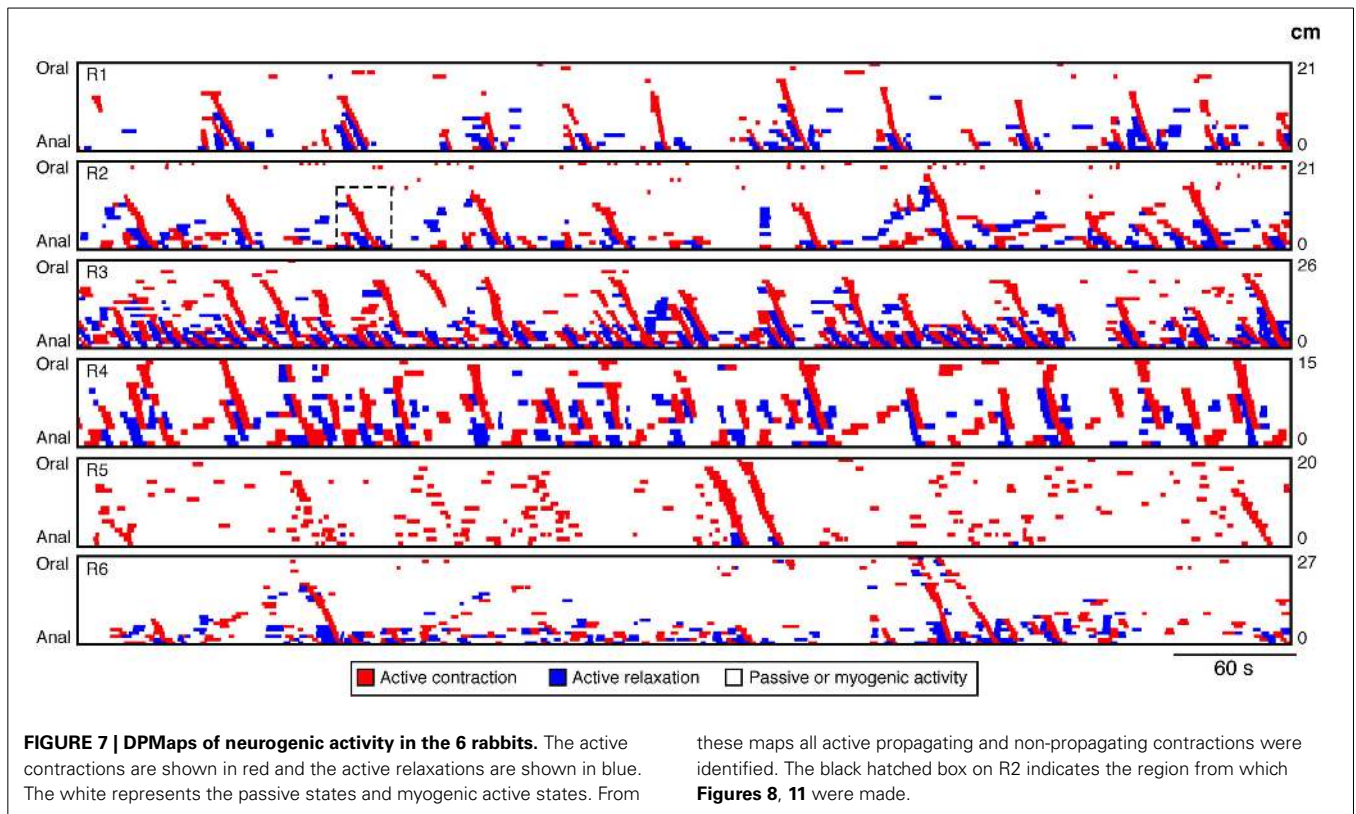 cm
Oral
R1
21
Anal
0
Oral
R2
21
Anal
0
Oral
R3
26
Anal
0
Oral
R4
15
Anal
0
Oral
R5
20
Anal
0
Oral
R6
27
Anal
0
60 s
Active contraction Active relaxation Passive or myogenic activity
FIGURE 7 | DPMaps of neurogenic activity in the 6 rabbits. The active
contractions are shown in red and the active relaxations are shown in blue.
The white represents the passive states and myogenic active states. From
these maps all active propagating and non-propagating contractions were
identified. The black hatched box on R2 indicates the region from which
Figures 8, 11 were made.